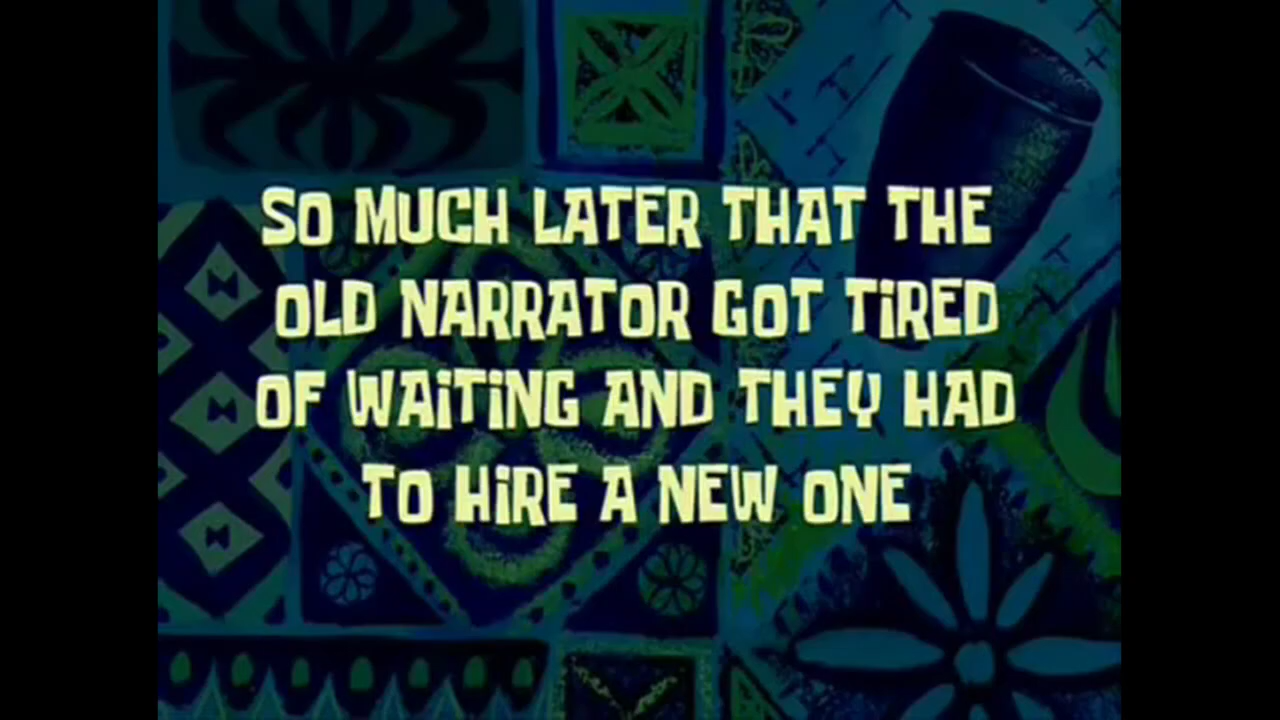 SO MUCH LATER THAT THE
OLD NARRATOR GOT TiRED
OF WAiTiNG AND THEY HAD
TO HiRE A NEW ONE